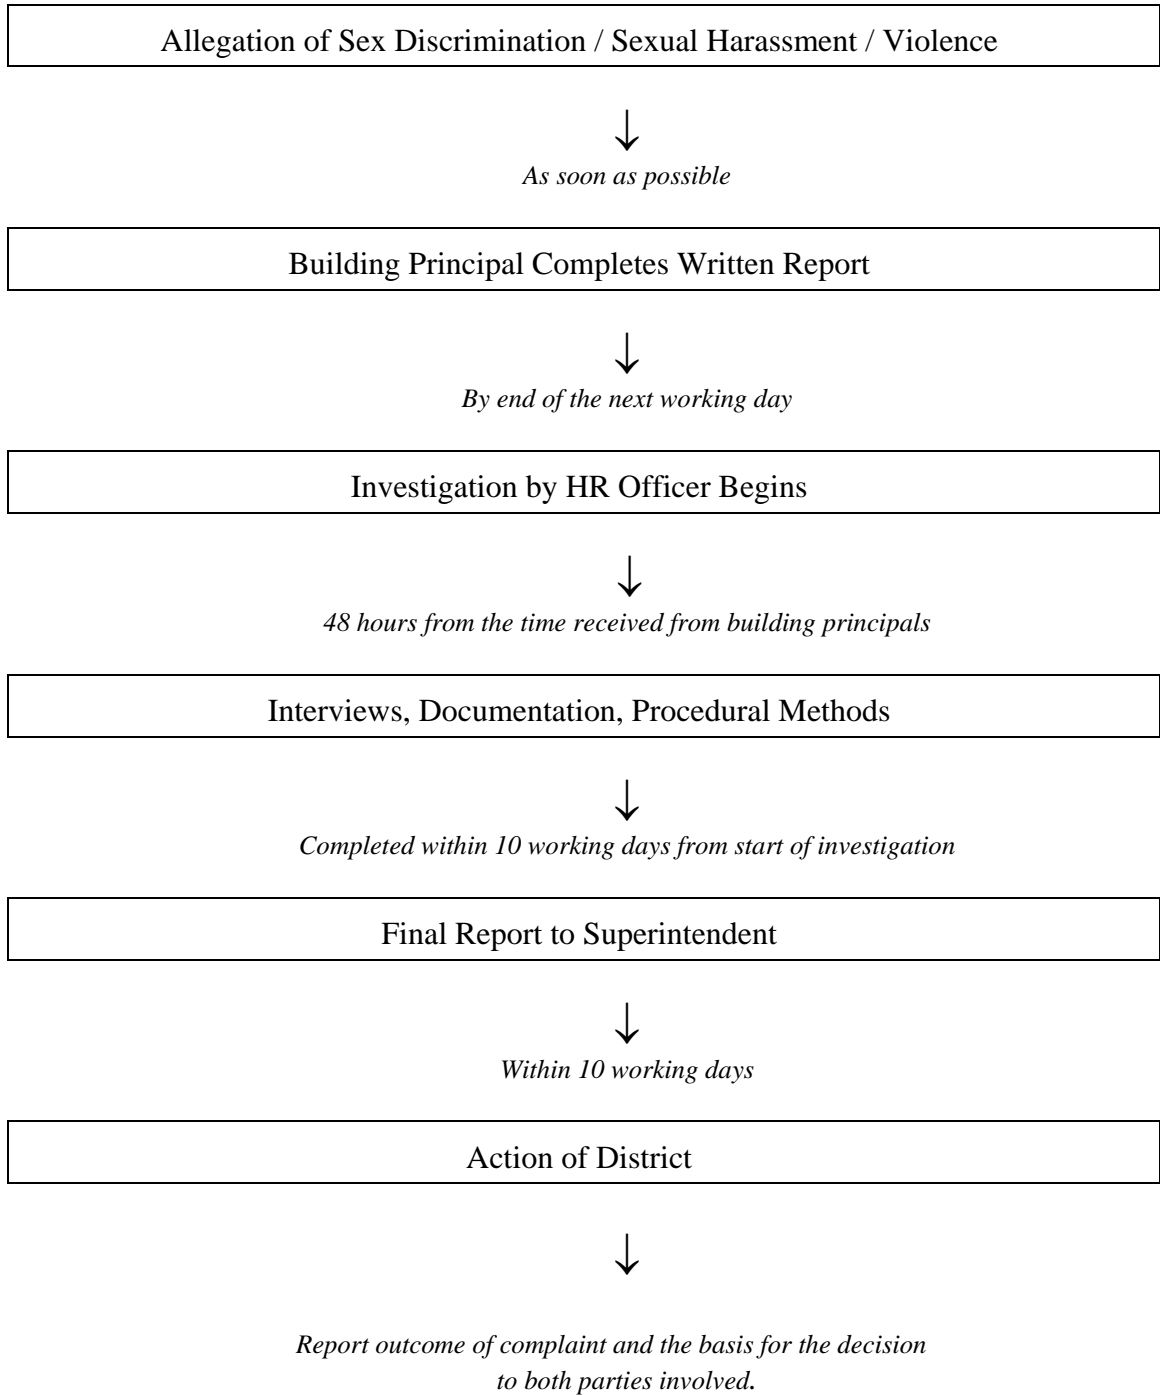 Allegation of Sex Discrimination / Sexual Harassment / Violence
As soon as possible
Building Principal Completes Written Report
By end of the next working day
Investigation by HR Officer Begins
48 hours from the time received from building principals
Interviews, Documentation, Procedural Methods
Completed within 10 working days from start of investigation
Final Report to Superintendent
Within 10 working days
Action of District
Report outcome of complaint and the basis for the decision
to both parties involved.